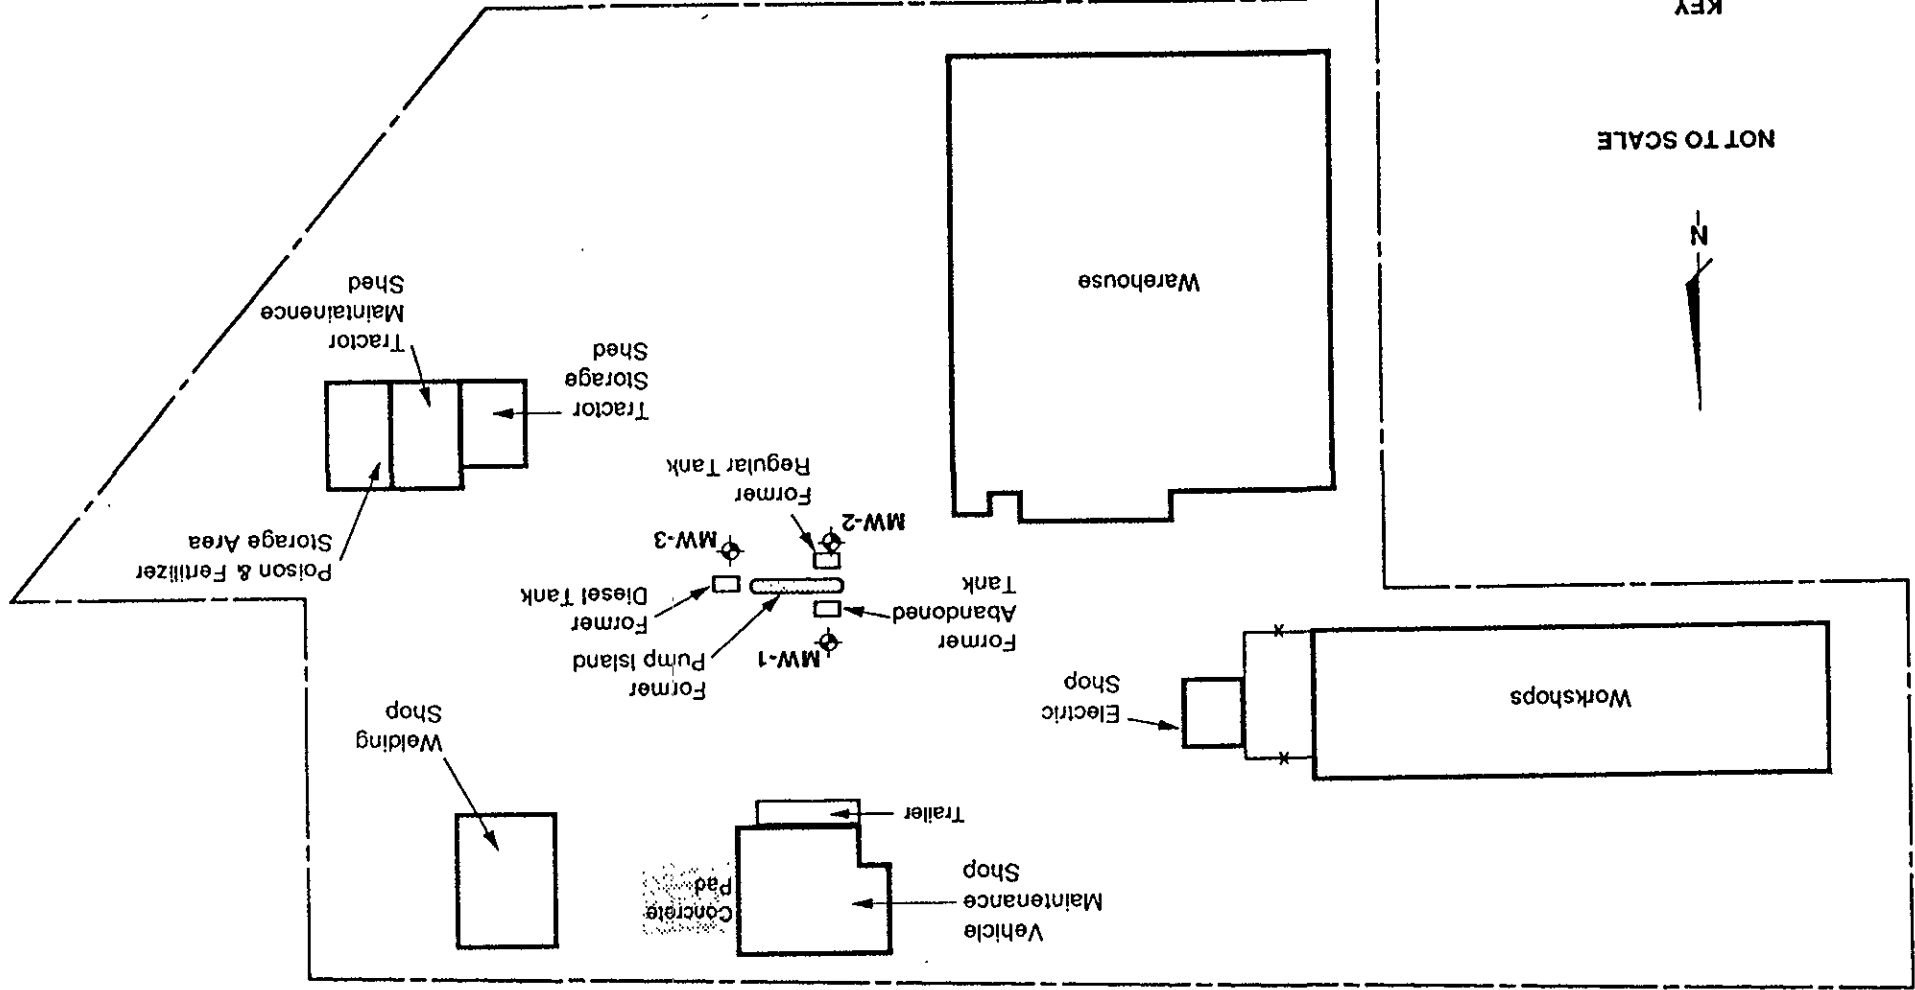 Vehicle
Maintenance
Shop
Concrete
Pad
Welding
Shop
Trailer
Workshops
Electric
Shop
Former
Pump Island
MW-1
Former
Abandoned
Tank
Former
Diesel Tank
Poison & Fertilizer
Storage Area
MW-2
MW-3
Former
Regular Tank
Tractor
Storage
Shed
Tractor
Maintainence
Shed
Warehouse
N
NOT TO SCALE
KEY